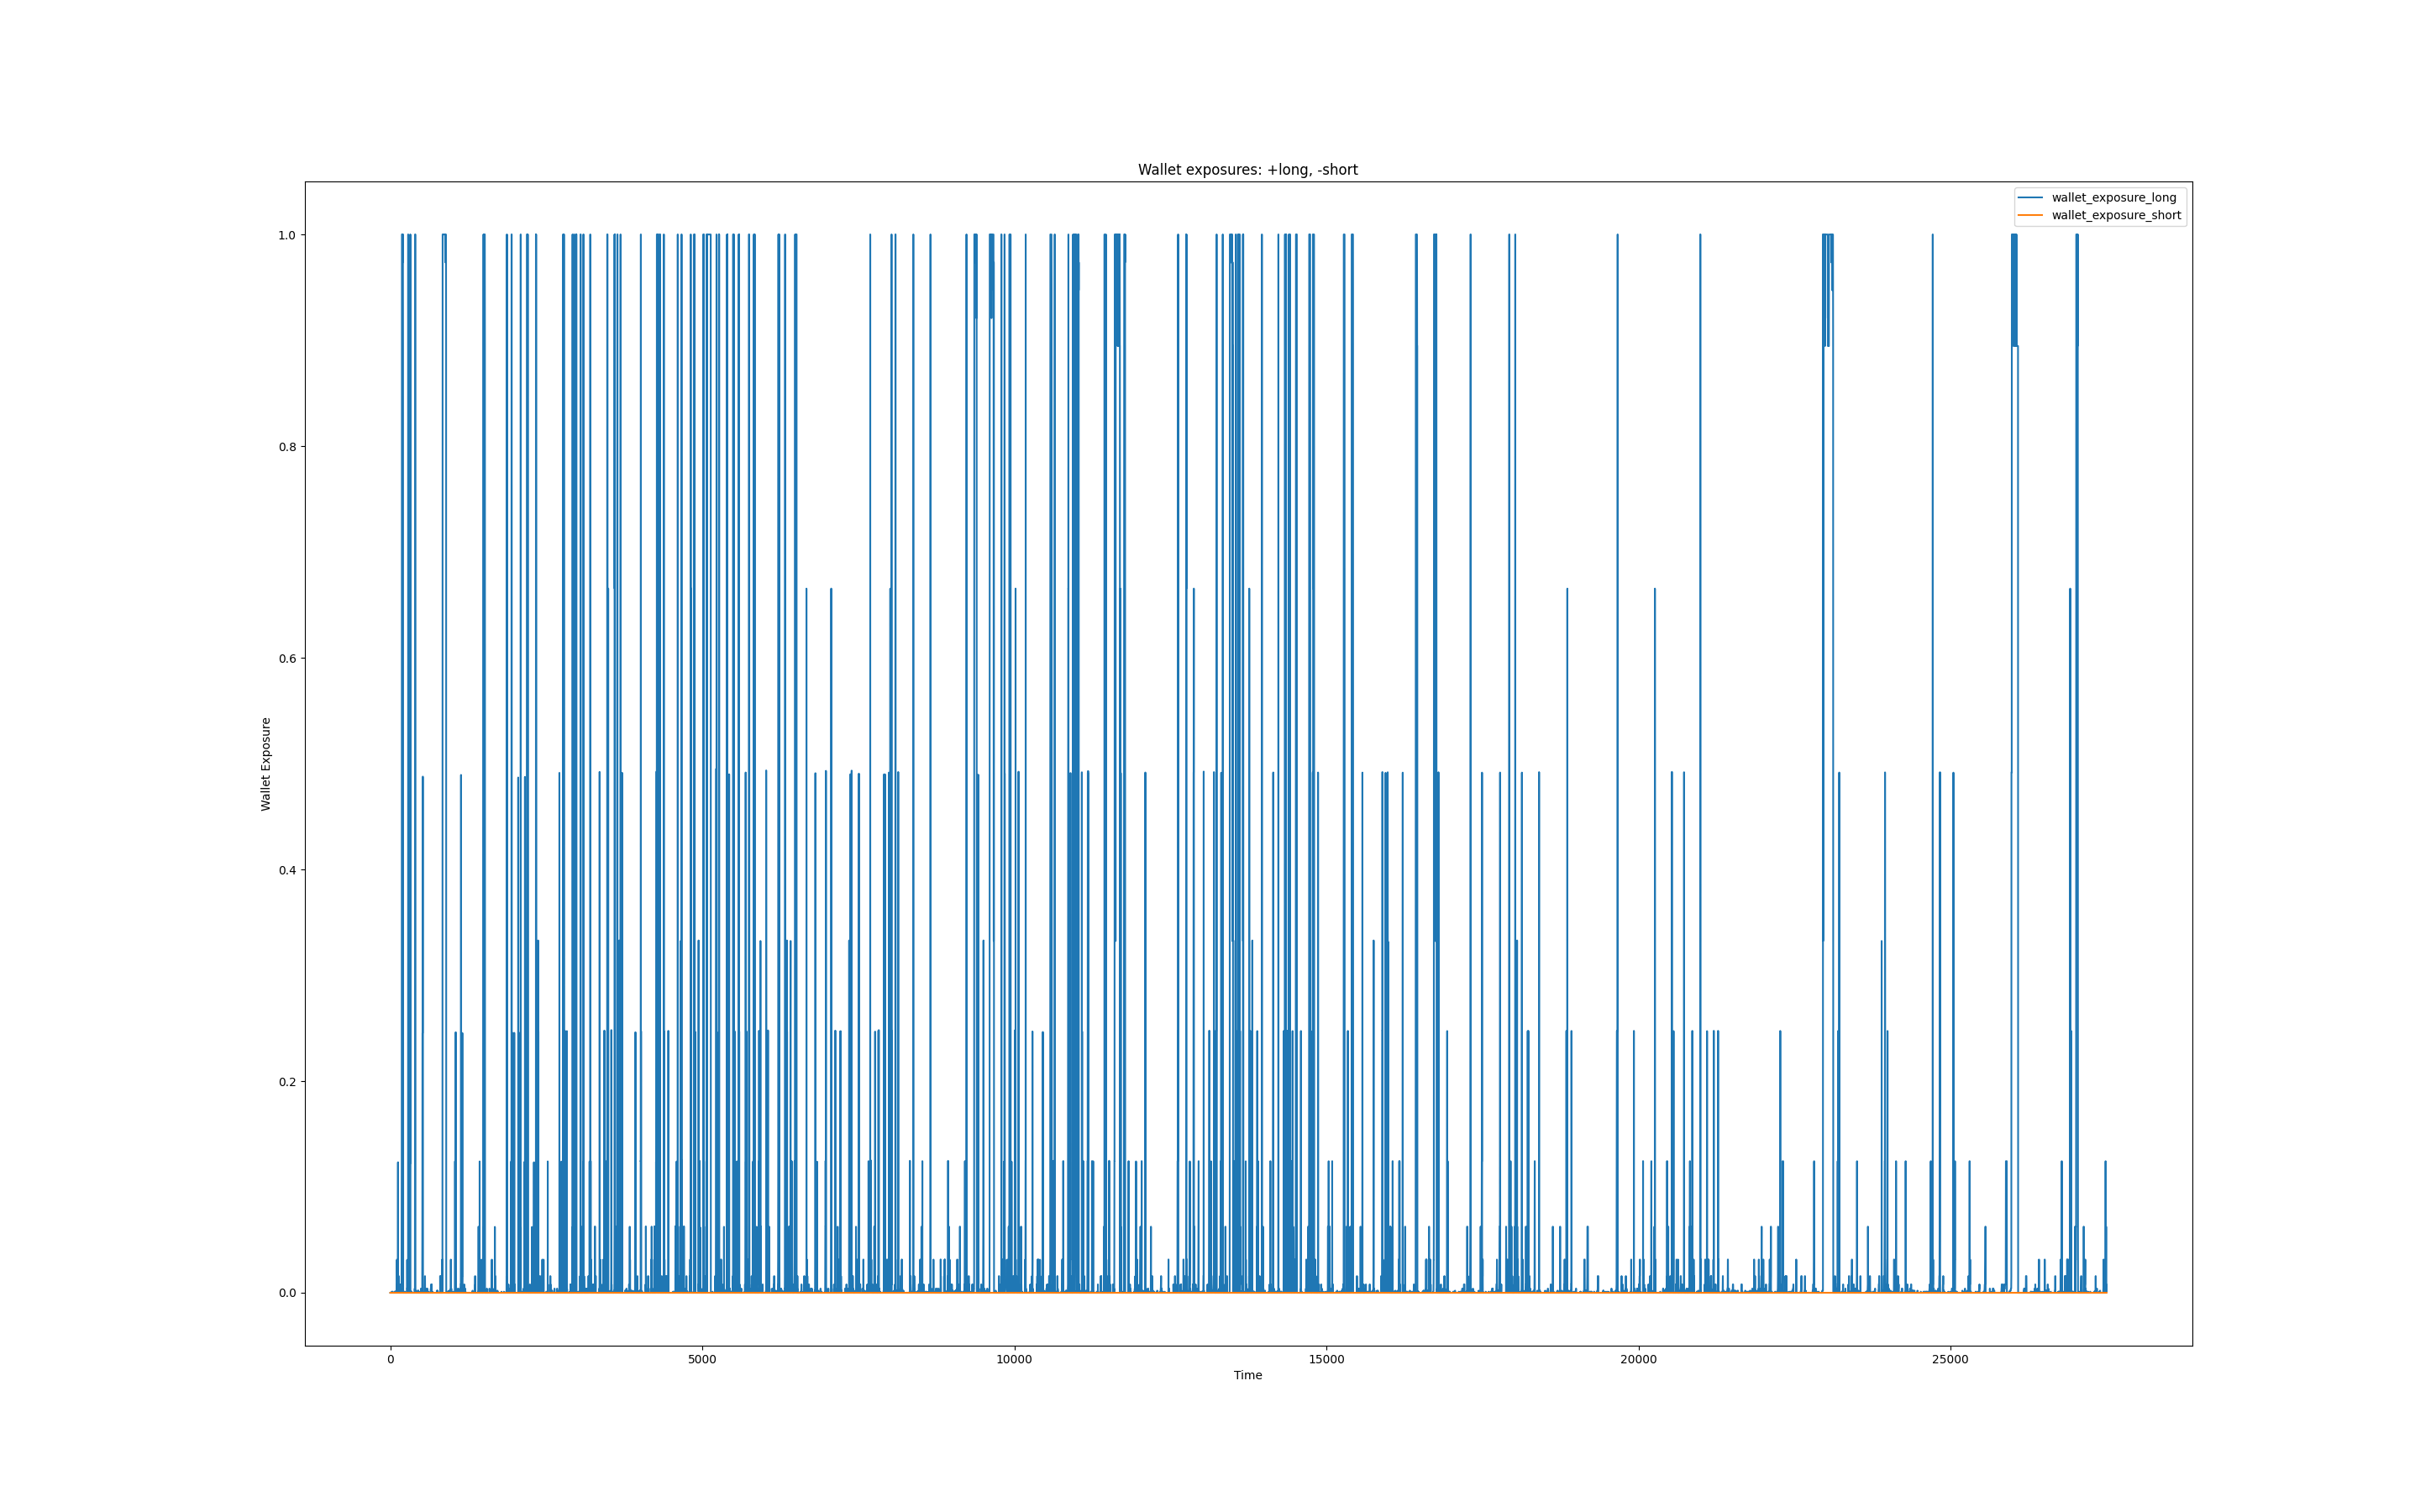 Wallet exposures: +long, -short
wallet_exposure_long
wallet_exposure_short
1.0
0.8
0.6
0.4
0.2
0.0
Wallet Exposure
0 5000 10000 15000 20000 25000
Time